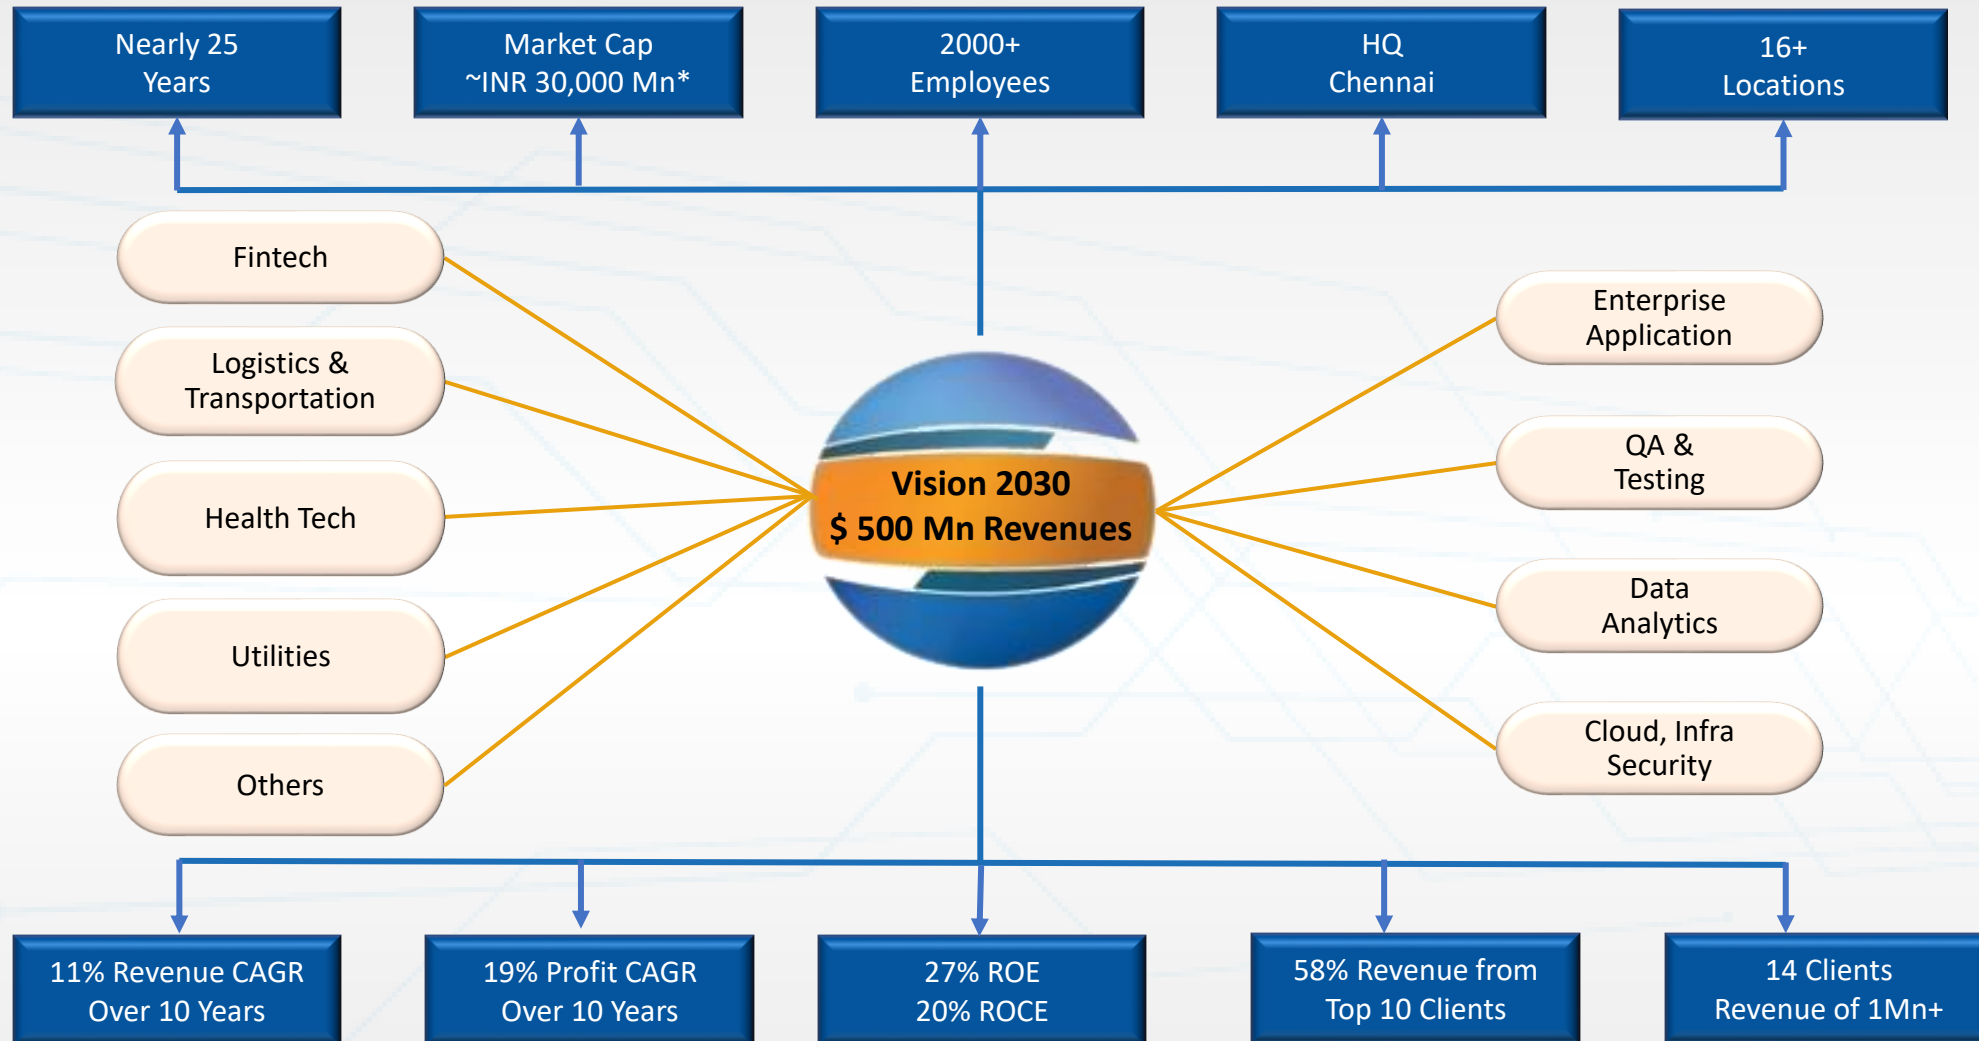 Nearly 25
Years
Market Cap
~INR 30,000 Mn*
2000+
Employees
HQ
Chennai
16+
Locations
Fintech
Logistics &
Transportation
Health Tech
Utilities
Others
Vision 2030
$ 500 Mn Revenues
Enterprise
Application
QA &
Testing
Data
Analytics
Cloud, Infra
Security
11% Revenue CAGR
Over 10 Years
19% Profit CAGR
Over 10 Years
27% ROE
20% ROCE
58% Revenue from
Top 10 Clients
14 Clients
Revenue of 1Mn+